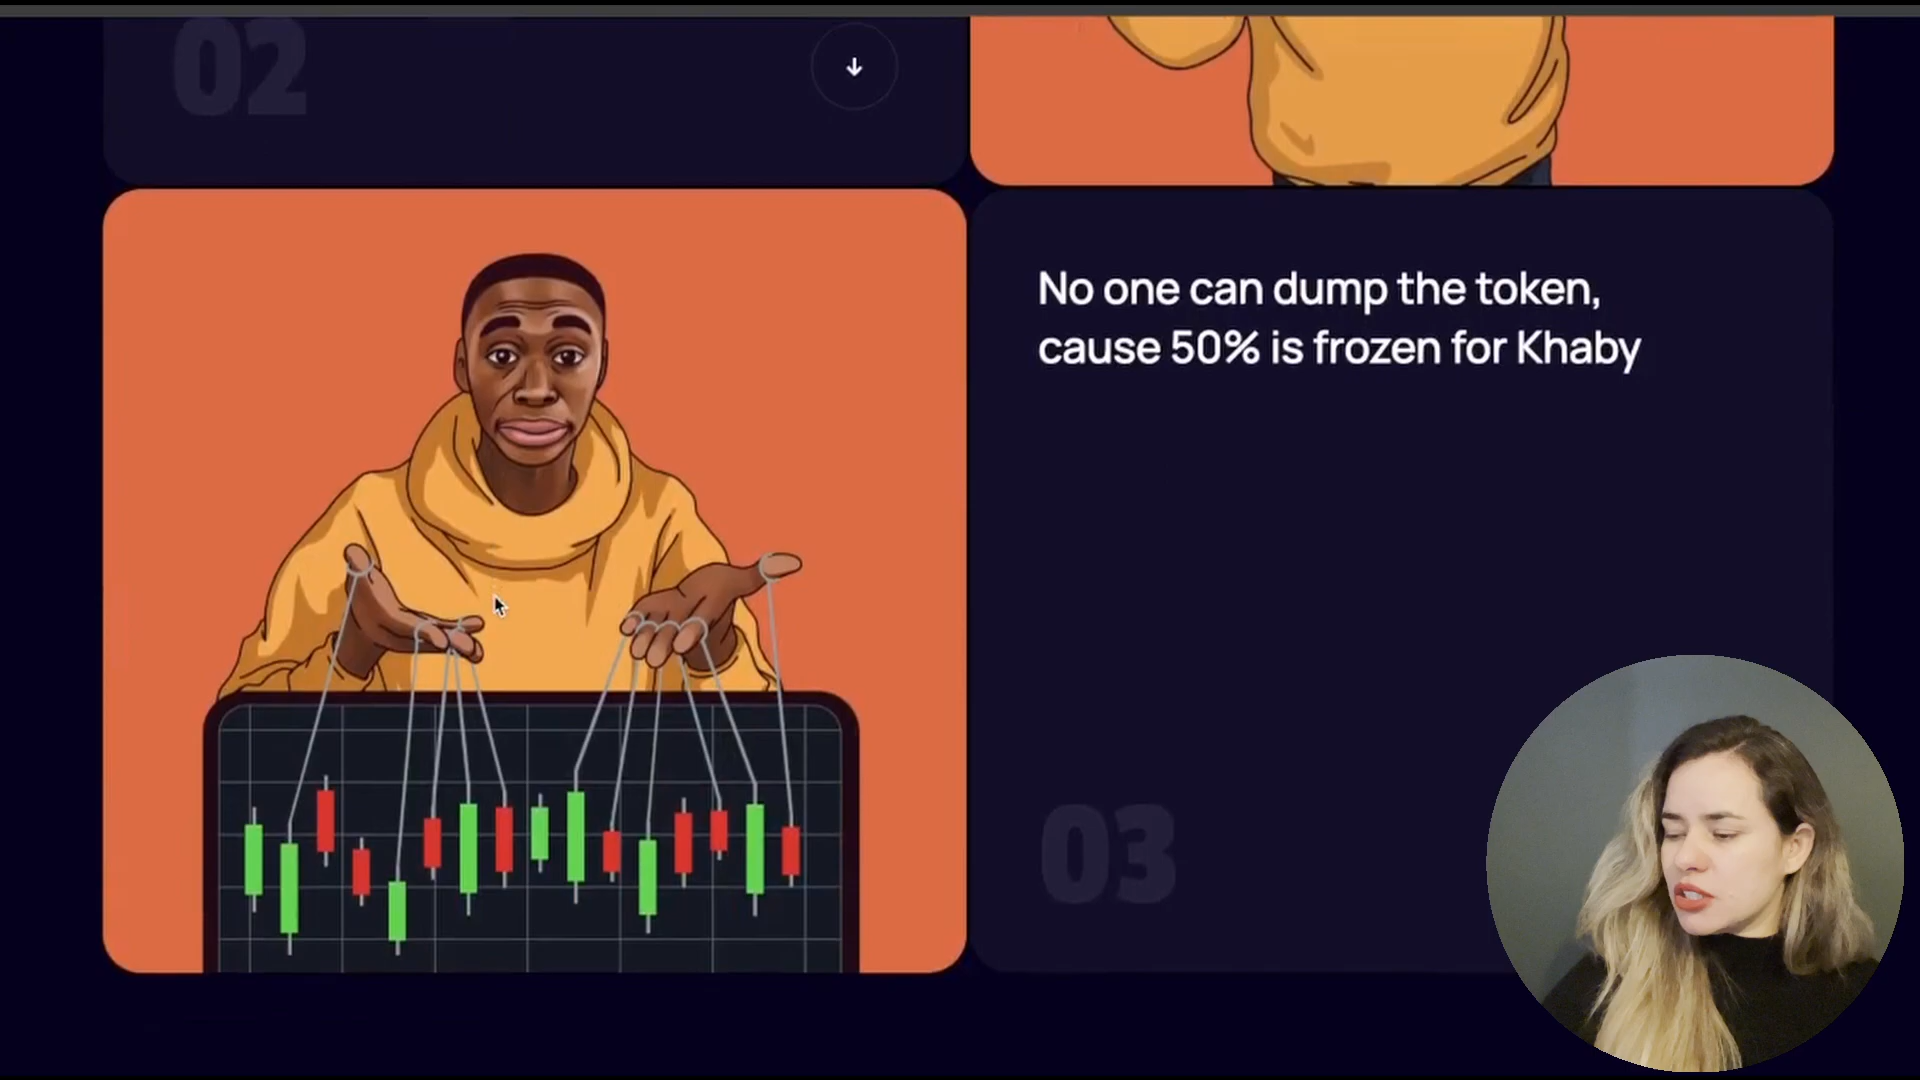 02
No one can dump the token,
cause 50% is frozen for Khaby
03